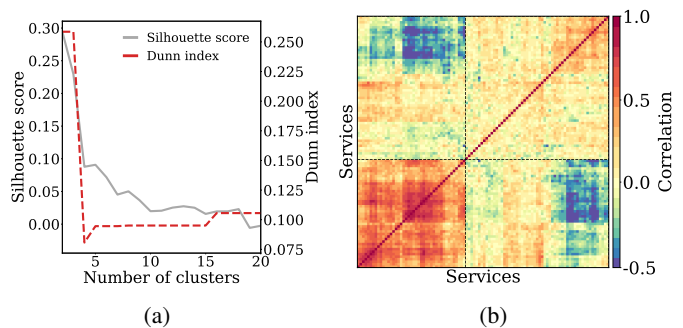 Silhouette score
Dunn index
0.30
0.25
0.20
0.15
0.10
0.05
0.00
Silhouette score
0.250
0.225
0.200
0.175
0.150
0.125
0.100
0.075
Dunn index
5
10
15
20
Number of clusters
(a)
Services
Services
1.0
0.5
0.0
-0.5
Correlation
(b)